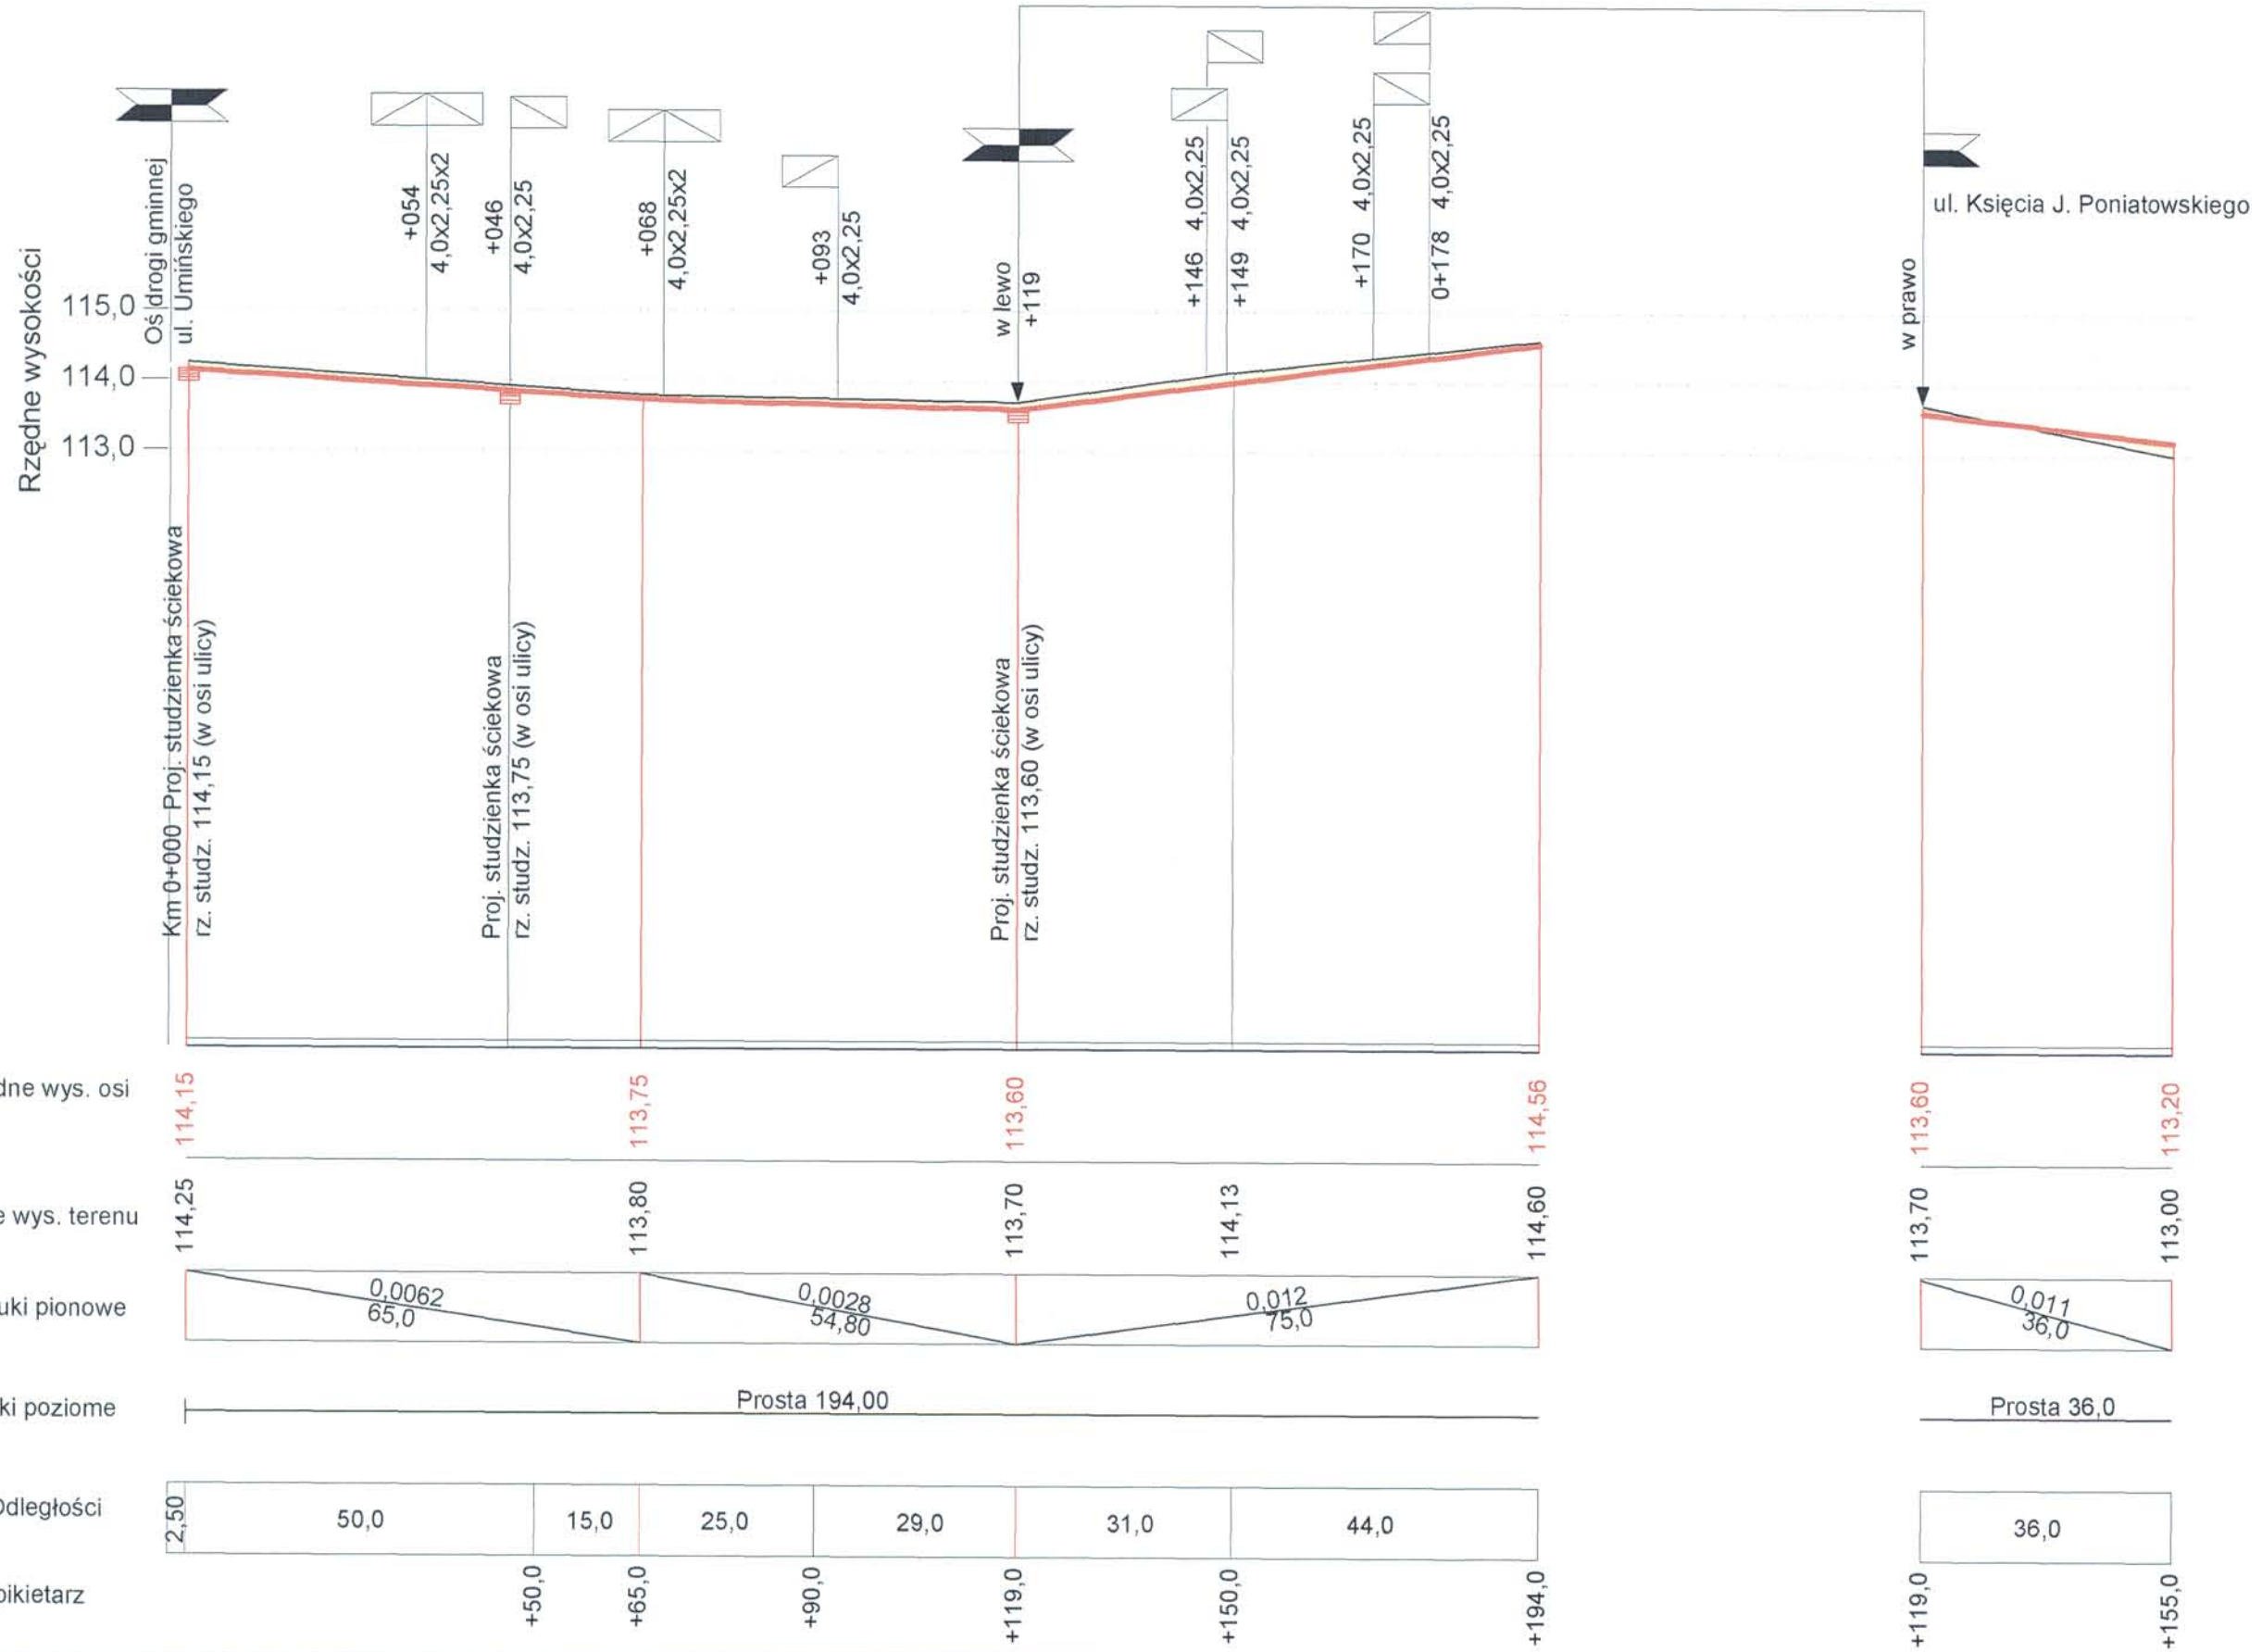 Rzędne wysokości
115,0
114,0
113,0
Oś drogi gminnej
ul. Umińskiego
+054
4,0x2,25x2
+046
4,0x2,25
+068
4,0x2,25x2
+093
4,0x2,25
w lewo
+119
+146 4,0x2,25
+149 4,0x2,25
+170 4,0x2,25
0+178 4,0x2,25
w prawo
ul. Księcia J. Poniatowskiego
Km 0+000 Proj. studzienka ściekowa
rz. studz. 114,15 (w osi ulicy)
Proj. studzienka ściekowa
rz. studz. 113,75 (w osi ulicy)
Proj. studzienka ściekowa
rz. studz. 113,60 (w osi ulicy)
dne wys. osi
114,15
113,75
113,60
114,56
113,60
113,20
e wys. terenu
114,25
113,80
113,70
114,13
114,60
113,70
113,00
uki pionowe
0,0062
65,0
0,0028
54,80
0,012
75,0
0,011
36,0
ki poziome
Prosta 194,00
Prosta 36,0
Odległości
2,50
50,0
15,0
25,0
29,0
31,0
44,0
36,0
pikietarz
+50,0
+65,0
+90,0
+119,0
+150,0
+194,0
+119,0
+155,0